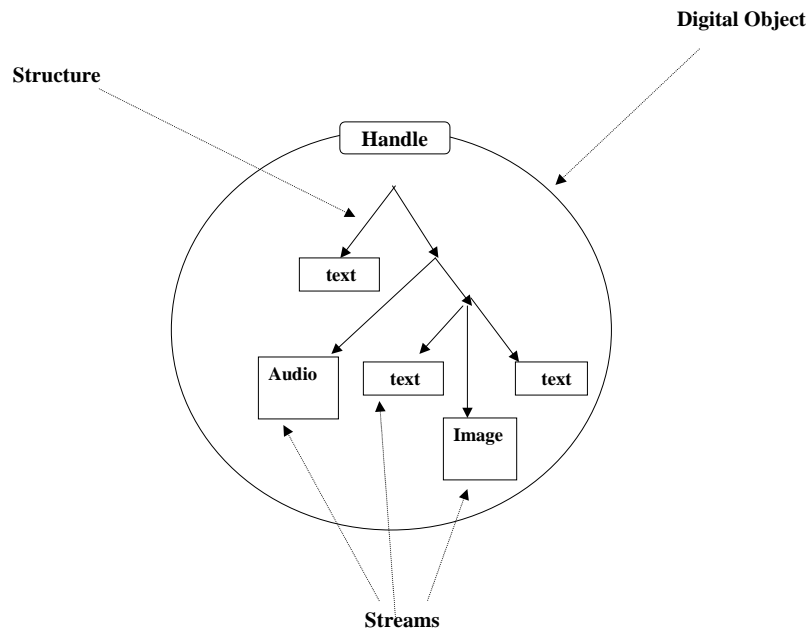 Digital Object
Structure
Handle
text
Audio
text
text
Image
Streams